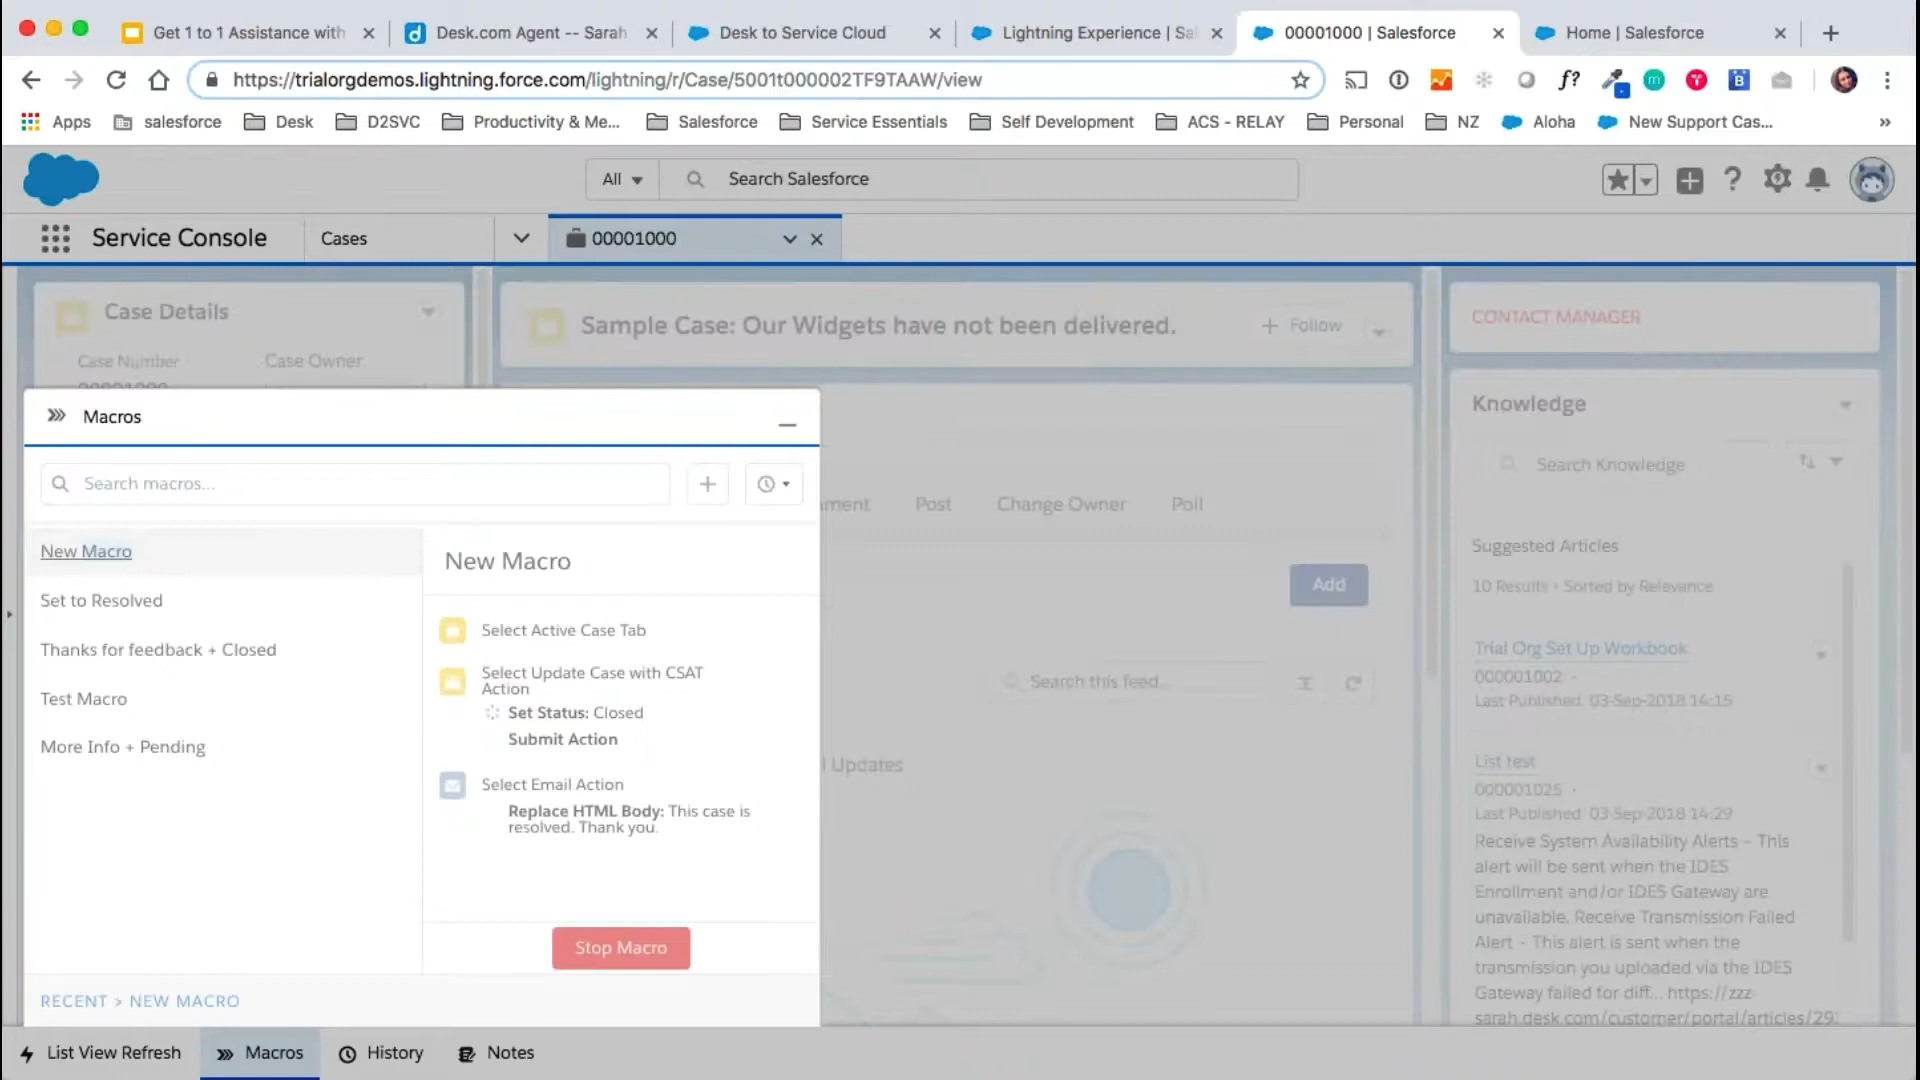 Get 1 to 1 Assistance with
Desk.com Agent -- Sarah
Desk to Service Cloud
Lightning Experience | Sal
00001000 | Salesforce
Home | Salesforce
https://trialorgdemos.lightning.force.com/lightning/r/Case/5001t000002TF9TAAW/view
Apps
salesforce
Desk
D2SVC
Productivity & Me...
Salesforce
Service Essentials
Self Development
ACS - RELAY
Personal
NZ
Aloha
New Support Cas...
All
Search Salesforce
Service Console
Cases
00001000
Case Details
Case Number
Case Owner
00001000
Sample Case: Our Widgets have not been delivered.
Follow
CONTACT MANAGER
Knowledge
Search Knowledge
Suggested Articles
10 Results • Sorted by Relevance
Trial Org Set Up Workbook
000001002 -
Last Published 03-Sep-2018 14:15
List test
000001025 -
Last Published 03-Sep-2018 14:29
Receive System Availability Alerts – This
alert will be sent when the IDES
Enrollment and/or IDES Gateway are
unavailable. Receive Transmission Failed
Alert – This alert is sent when the
transmission you uploaded via the IDES
Gateway failed for diff... https://zzz-
sarah.desk.com/customer/portal/articles/29
Macros
Search macros...
New Macro
Set to Resolved
Thanks for feedback + Closed
Test Macro
More Info + Pending
New Macro
Select Active Case Tab
Select Update Case with CSAT
Action
Set Status: Closed
Submit Action
Select Email Action
Replace HTML Body: This case is
resolved. Thank you.
Stop Macro
RECENT > NEW MACRO
Post
Change Owner
Poll
Add
Search this feed...
Updates
List View Refresh
Macros
History
Notes